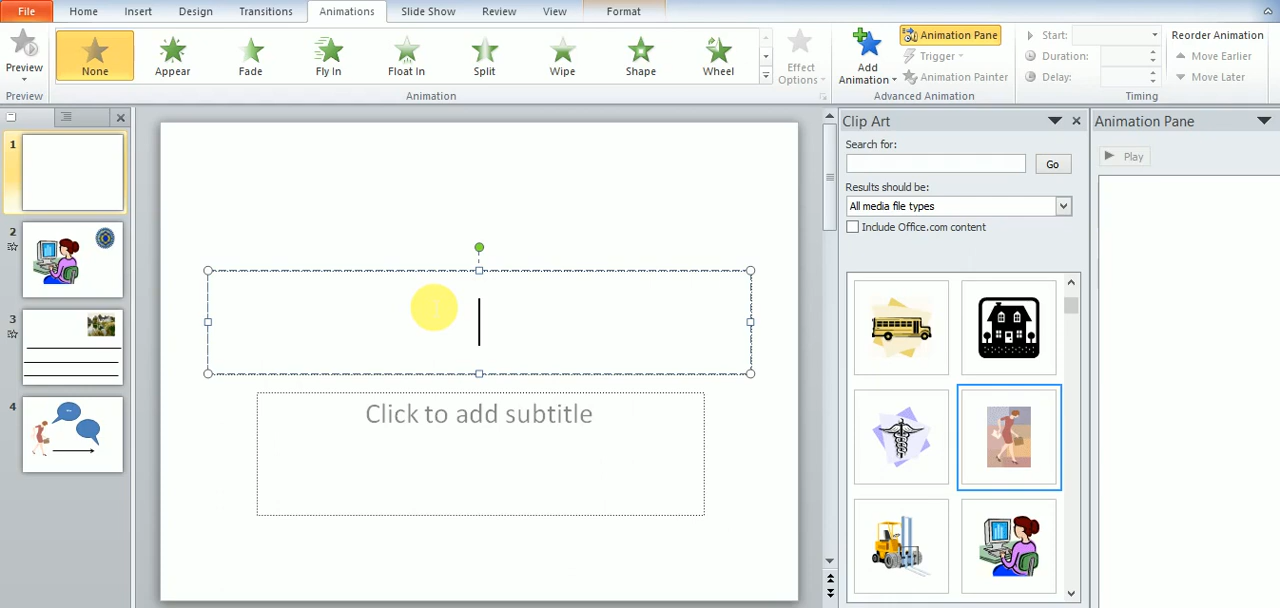 File Home Insert Design Transitions Animations Slide Show Review View Format
Preview None Appear Fade Fly In Float In Split Wipe Shape Wheel Effect Options Add Animation Animation Pane Trigger Animation Painter Start: Duration: Delay: Reorder Animation Move Earlier Move Later
Preview Animation Advanced Animation Timing
1
2
3
4
Click to add subtitle
Clip Art
Search for:
Go
Results should be:
All media file types
Include Office.com content
Animation Pane
Play